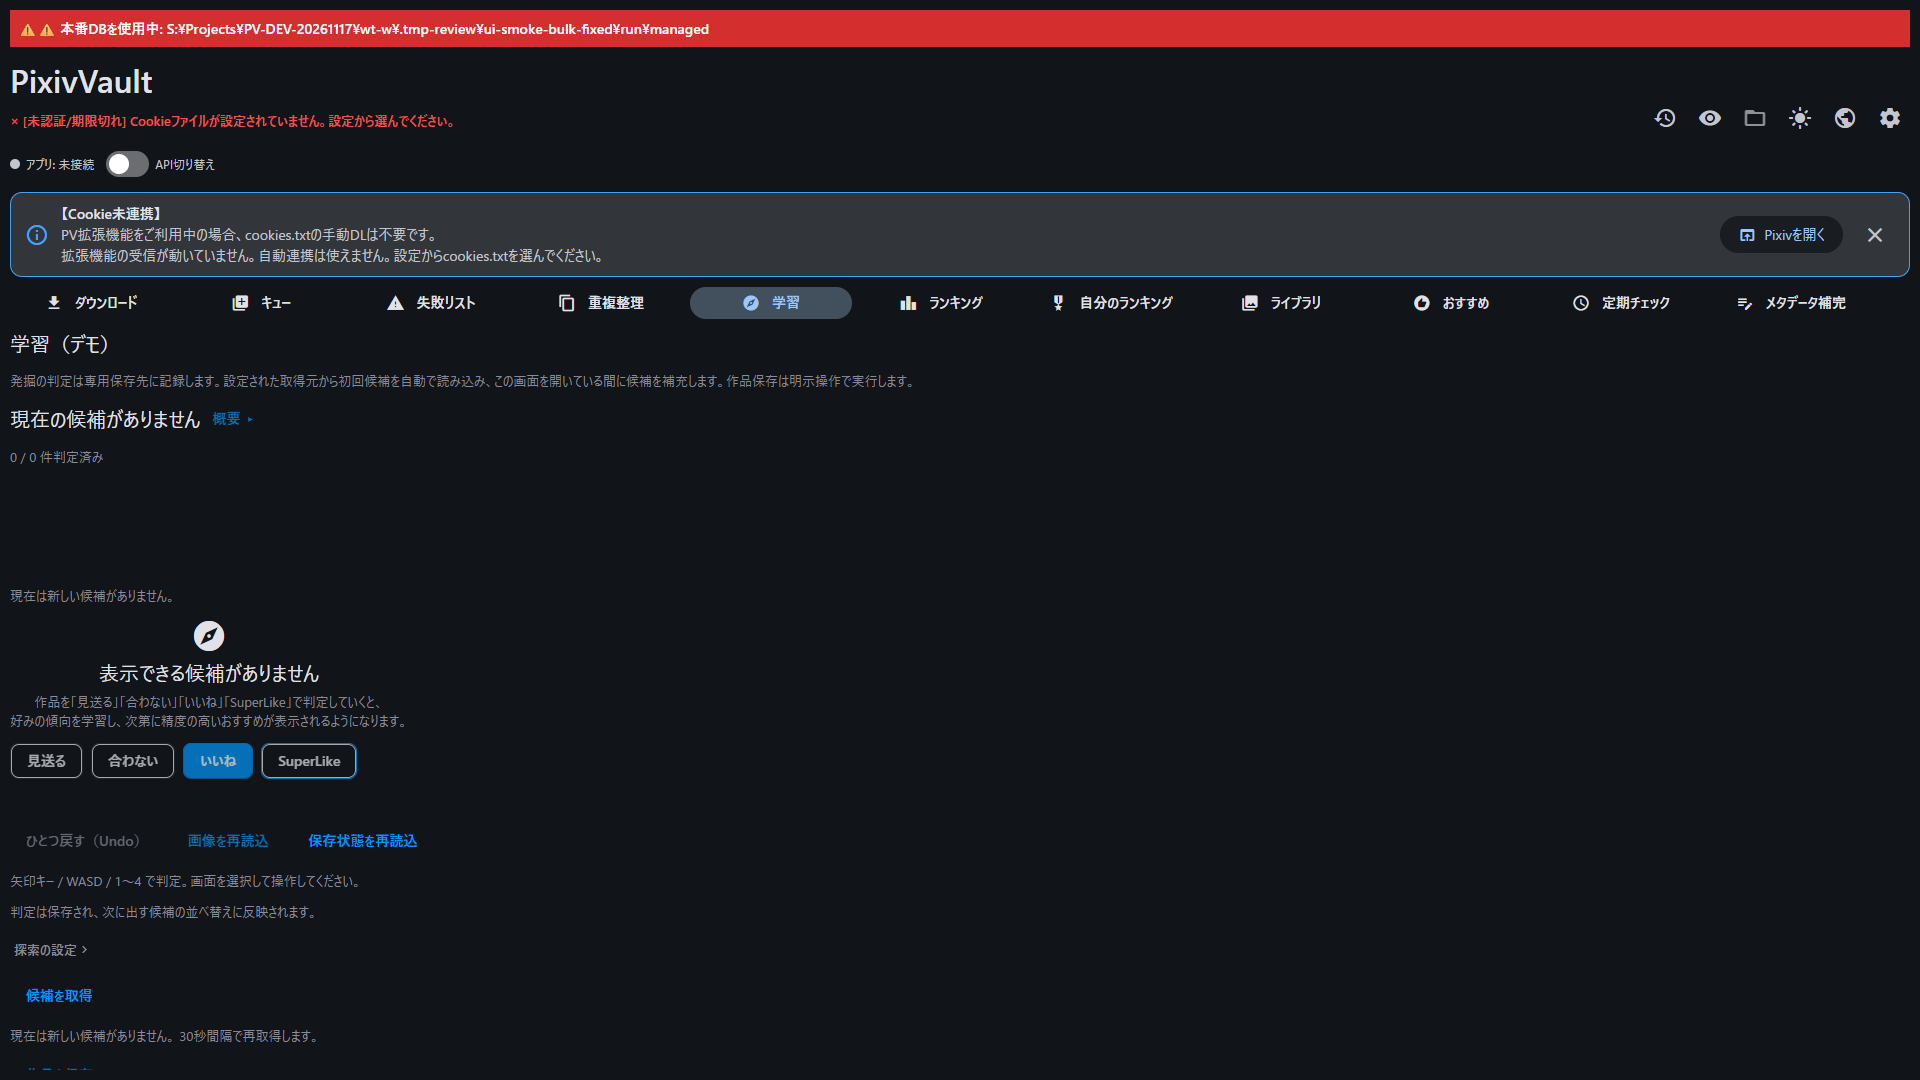 本番DBを使用中: S:¥Projects¥PV-DEV-20261117¥wt-w¥.tmp-review¥ui-smoke-bulk-fixed¥run¥managed
PixivVault
× [未認証/期限切れ] Cookieファイルが設定されていません。設定から選んでください。
アプリ: 未接続 API切り替え
【Cookie未連携】
PV拡張機能をご利用中の場合、cookies.txtの手動DLは不要です。
拡張機能の受信が動いていません。自動連携は使えません。設定からcookies.txtを選んでください。
Pixivを開く
ダウンロード キュー 失敗リスト 重複整理 学習 ランキング 自分のランキング ライブラリ おすすめ 定期チェック メタデータ補完
学習（デモ）
発掘の判定は専用保存先に記録します。設定された取得元から初回候補を自動で読み込み、この画面を開いている間に候補を補充します。作品保存は明示操作で実行します。
現在の候補がありません 概要 ▸
0 / 0 件判定済み
現在は新しい候補がありません。
表示できる候補がありません
作品を「見送る」「合わない」「いいね」「SuperLike」で判定していくと、
好みの傾向を学習し、次第に精度の高いおすすめが表示されるようになります。
見送る 合わない いいね SuperLike
ひとつ戻す（Undo） 画像を再読込 保存状態を再読込
矢印キー / WASD / 1～4 で判定。画面を選択して操作してください。
判定は保存され、次に出す候補の並べ替えに反映されます。
探索の設定 ›
候補を取得
現在は新しい候補がありません。 30秒間隔で再取得します。